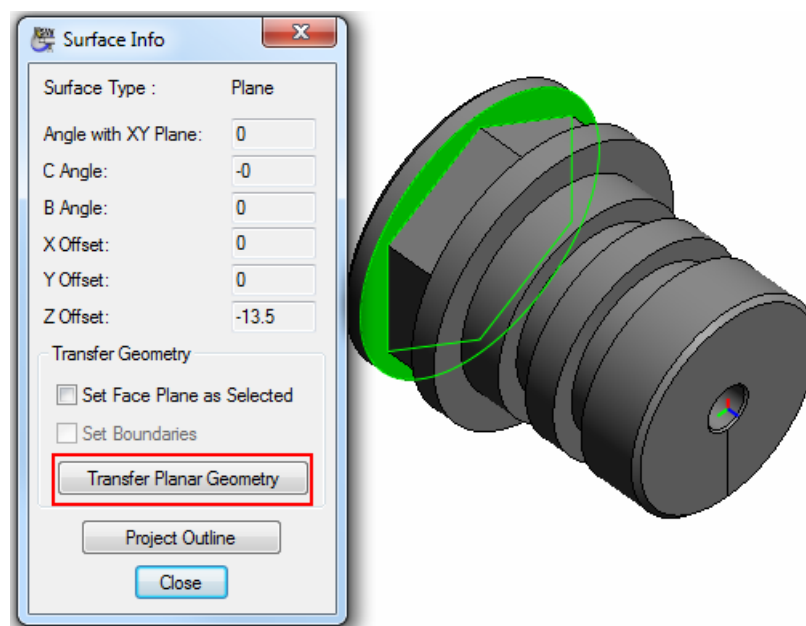 Surface Info
Surface Type : Plane
Angle with XY Plane: 0
C Angle: -0
B Angle: 0
X Offset: 0
Y Offset: 0
Z Offset: -13.5
Transfer Geometry
Set Face Plane as Selected
Set Boundaries
Transfer Planar Geometry
Project Outline
Close